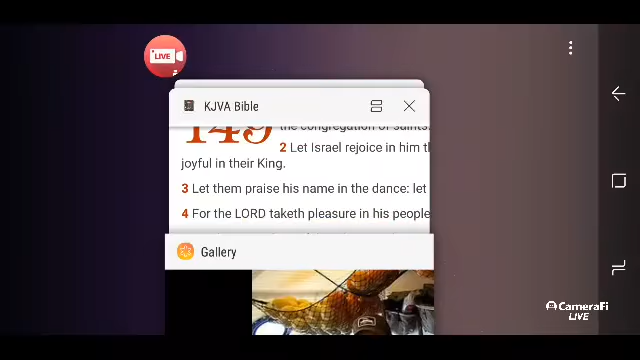 LIVE
KJVA Bible
149 the congregation of saints.
2 Let Israel rejoice in him
joyful in their King.
3 Let them praise his name in the dance: let
4 For the LORD taketh pleasure in his people
Gallery
CameraFi
LIVE